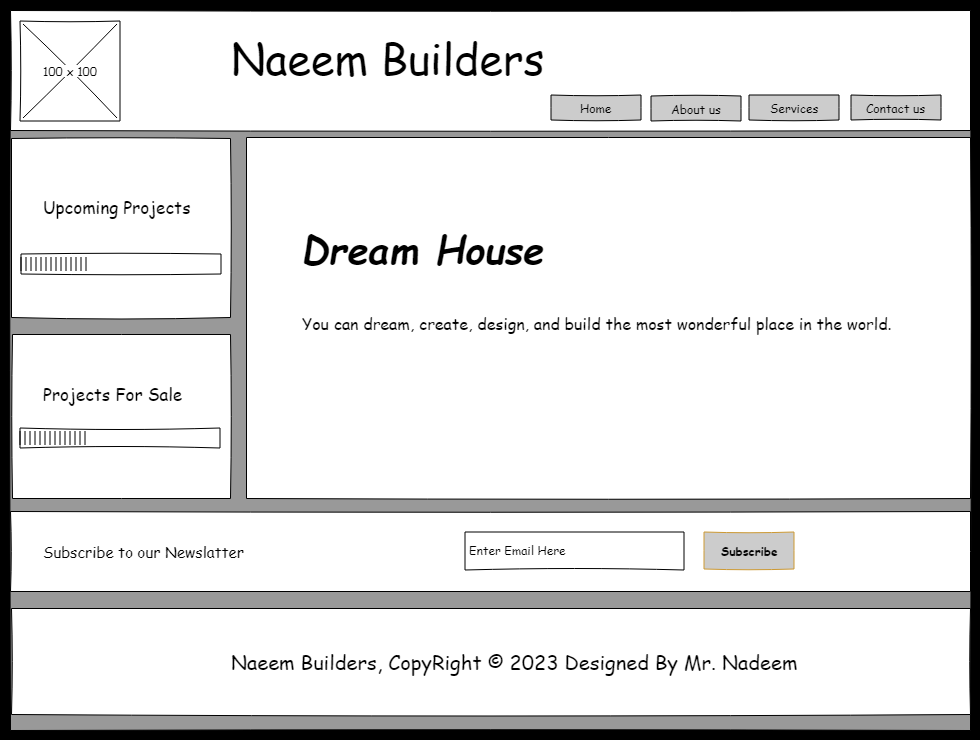 100 x 100
Naeem Builders
Home
About us
Services
Contact us
Upcoming Projects
Projects For Sale
Dream House
You can dream, create, design, and build the most wonderful place in the world.
Subscribe to our Newslatter
Enter Email Here
Subscribe
Naeem Builders, CopyRight © 2023 Designed By Mr. Nadeem